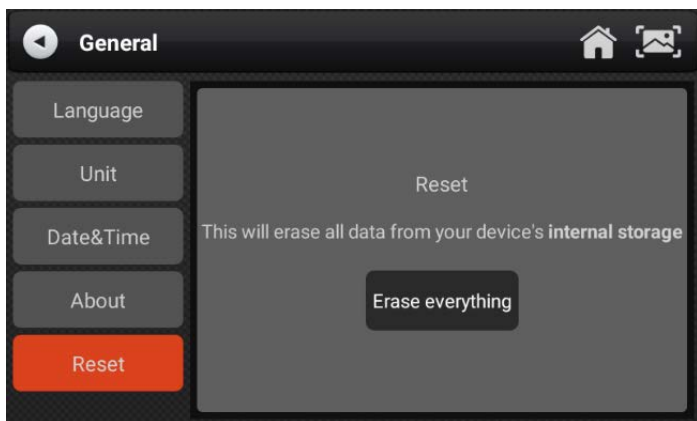 General
Language
Unit
Date&Time
About
Reset
Reset
This will erase all data from your device's internal storage
Erase everything